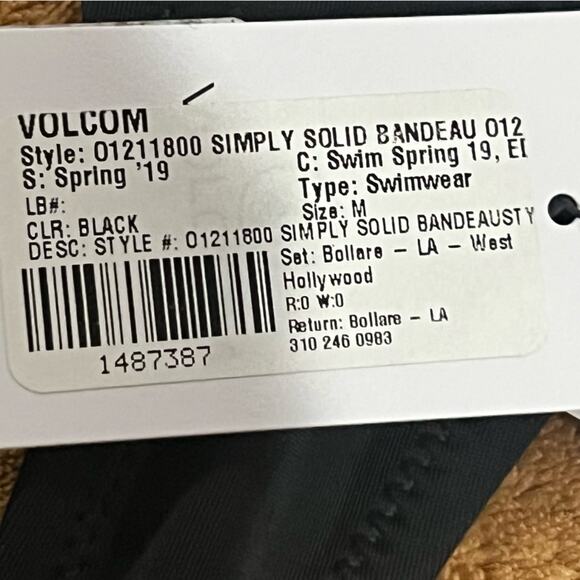 VOLCOM
Style: 01211800 SIMPLY SOLID BANDEAU 012
S: Spring '19 C: Swim Spring 19, EI
LB#: Type: Swimwear
CLR: BLACK Size: M
DESC: STYLE #: 01211800 SIMPLY SOLID BANDEAUSTY
Set: Bollare - LA - West
Hollywood
R:0 W:0
Return: Bollare - LA
310 246 0983
1487387